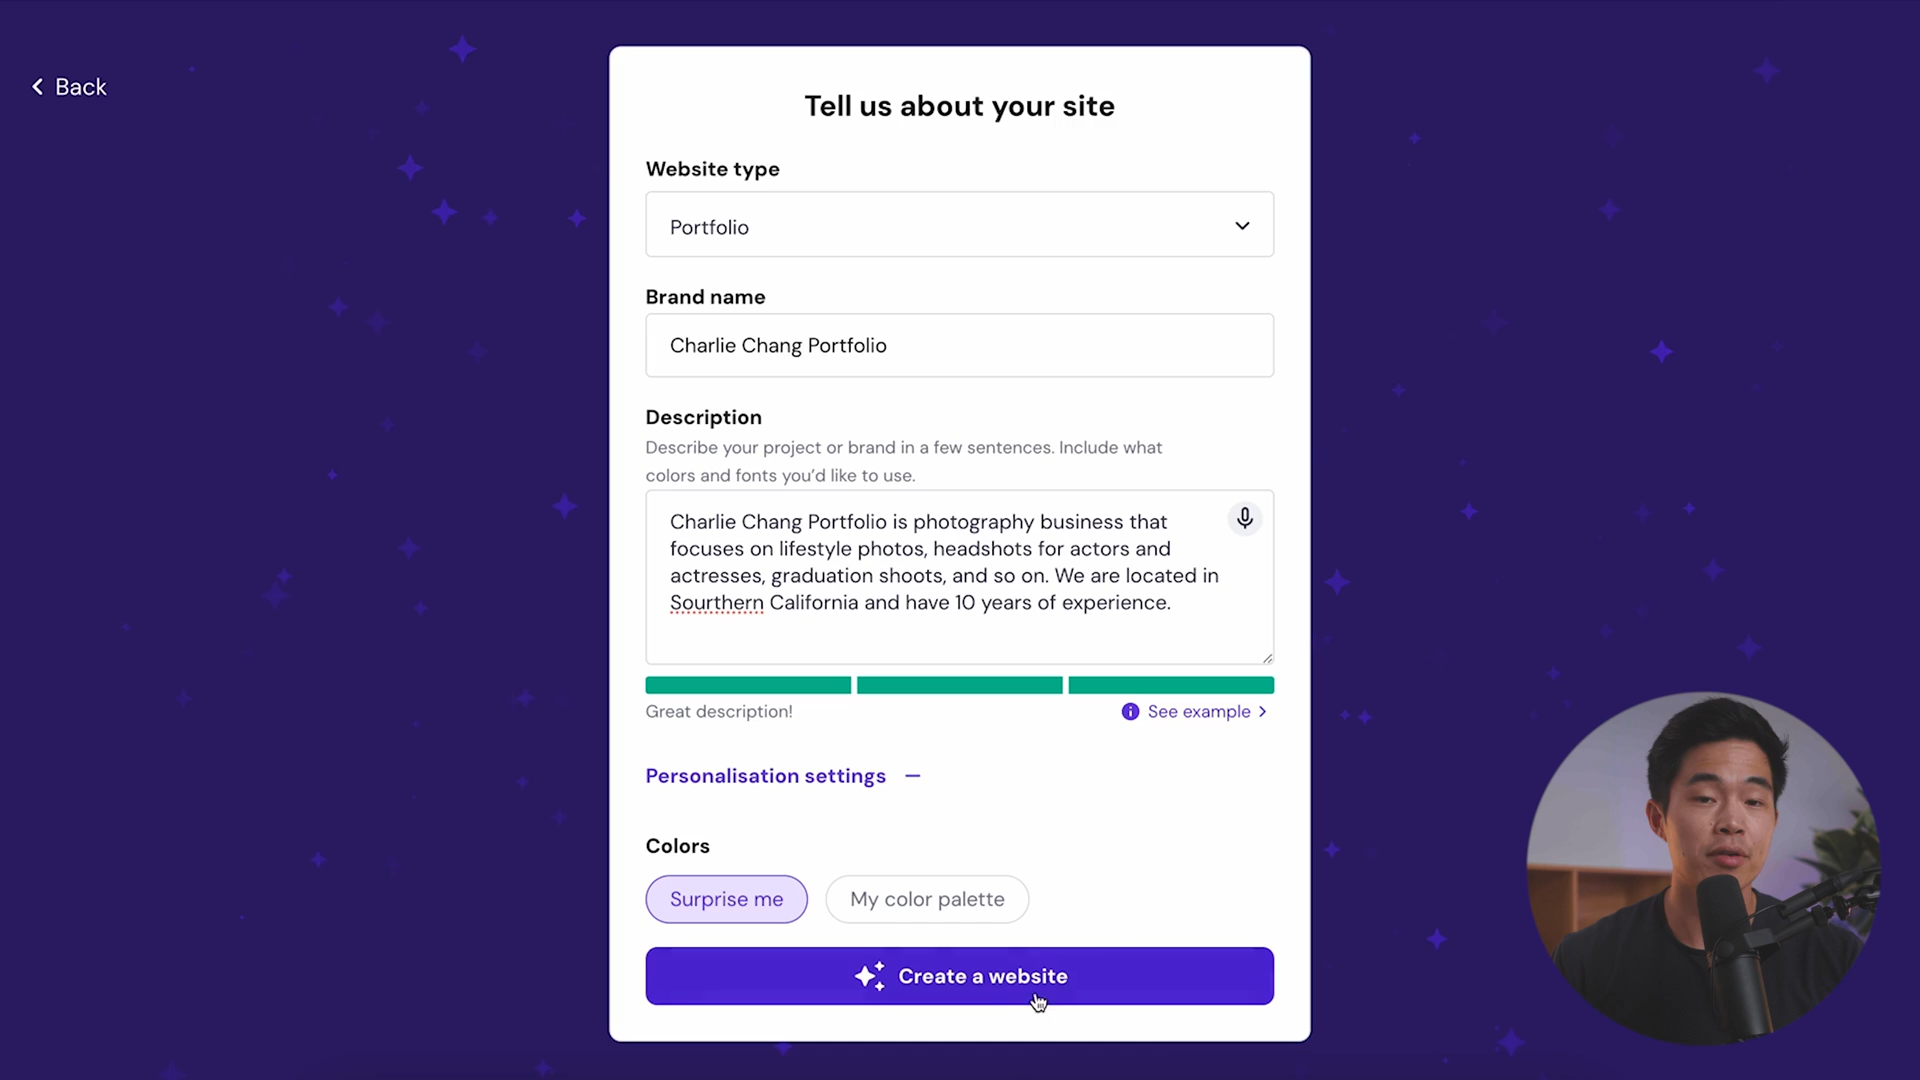 Back
Tell us about your site
Website type
Portfolio
Brand name
Charlie Chang Portfolio
Description
Describe your project or brand in a few sentences. Include what
colors and fonts you’d like to use.
Charlie Chang Portfolio is photography business that
focuses on lifestyle photos, headshots for actors and
actresses, graduation shoots, and so on. We are located in
Sourthern California and have 10 years of experience.
Great description!
See example
Personalisation settings
Colors
Surprise me
My color palette
Create a website